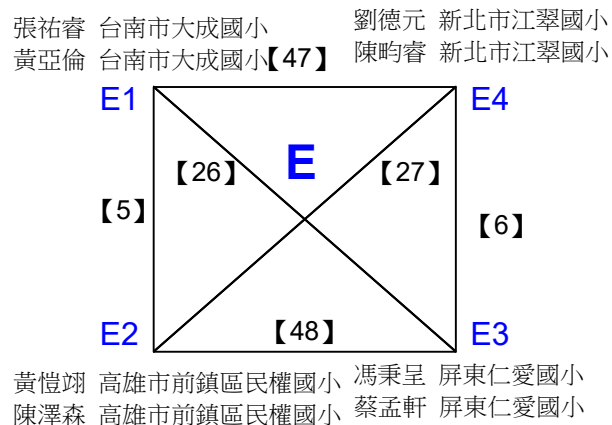 張祐睿 台南市大成國小
黃亞倫 台南市大成國小【47】
劉德元 新北市江翠國小
陳畇睿 新北市江翠國小
E1
E4
【26】
E
【27】
【5】
【6】
E2
【48】
E3
黃愷翊 高雄市前鎮區民權國小
陳澤森 高雄市前鎮區民權國小
馮秉呈 屏東仁愛國小
蔡孟軒 屏東仁愛國小